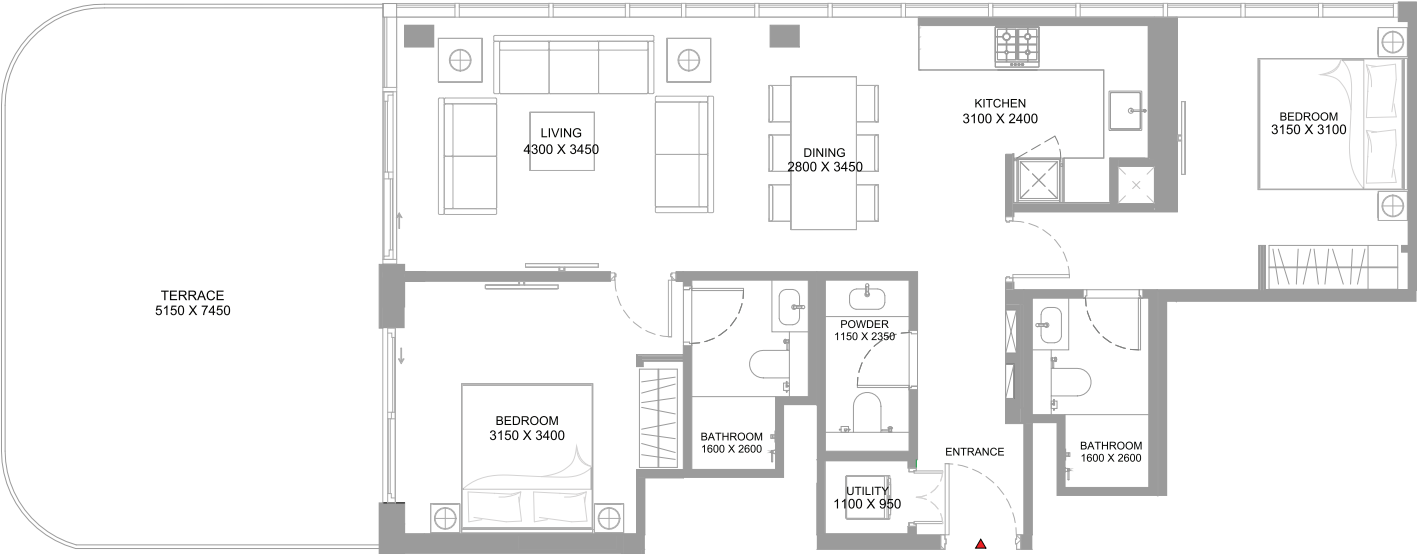 LIVING
4300 X 3450
DINING
2800 X 3450
KITCHEN
3100 X 2400
BEDROOM
3150 X 3100
TERRACE
5150 X 7450
POWDER
1150 X 2350
BEDROOM
3150 X 3400
BATHROOM
1600 X 2600
ENTRANCE
BATHROOM
1600 X 2600
UTILITY
1100 X 950